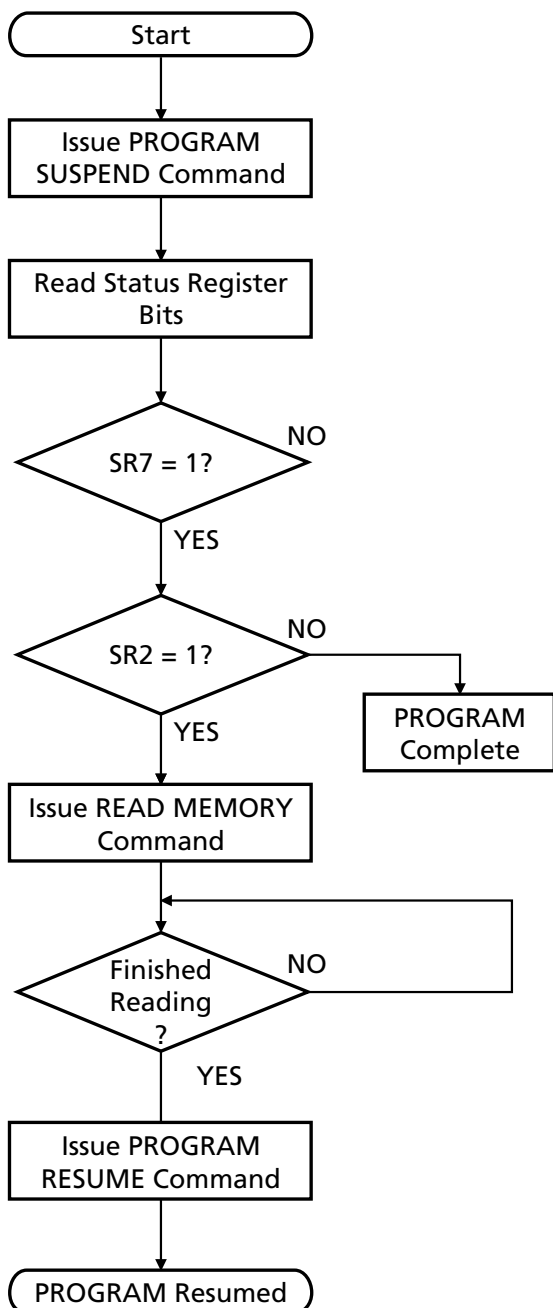 Start
Issue PROGRAM
SUSPEND Command
Read Status Register
Bits
NO
SR7 = 1?
YES
NO
SR2 = 1?
YES
PROGRAM
Complete
Issue READ MEMORY
Command
Finished
Reading
?
NO
YES
Issue PROGRAM
RESUME Command
PROGRAM Resumed